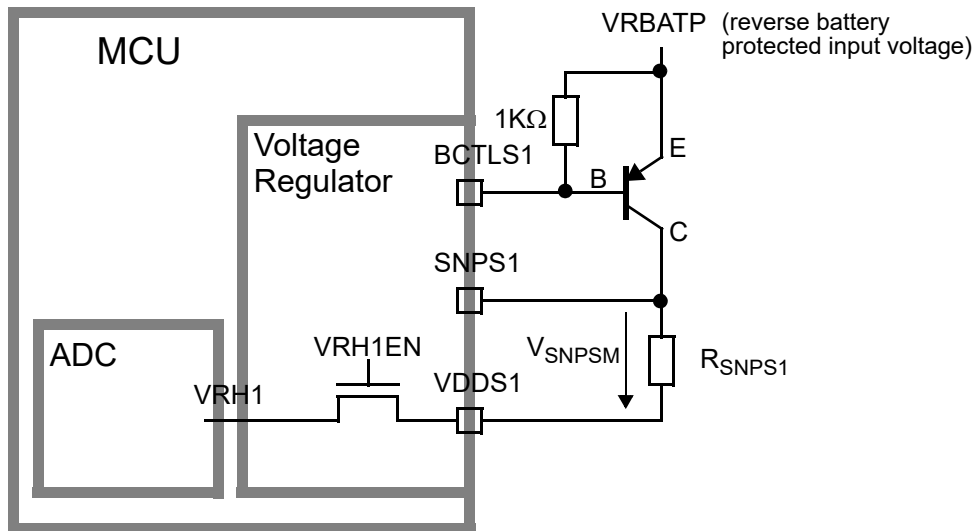 VRBATP (reverse battery
protected input voltage)
MCU
1KΩ
Voltage
Regulator
BCTLS1
B
E
C
SNPS1
ADC
VRH1EN
VRH1
VDDS1
VSNPSM
RSNPS1